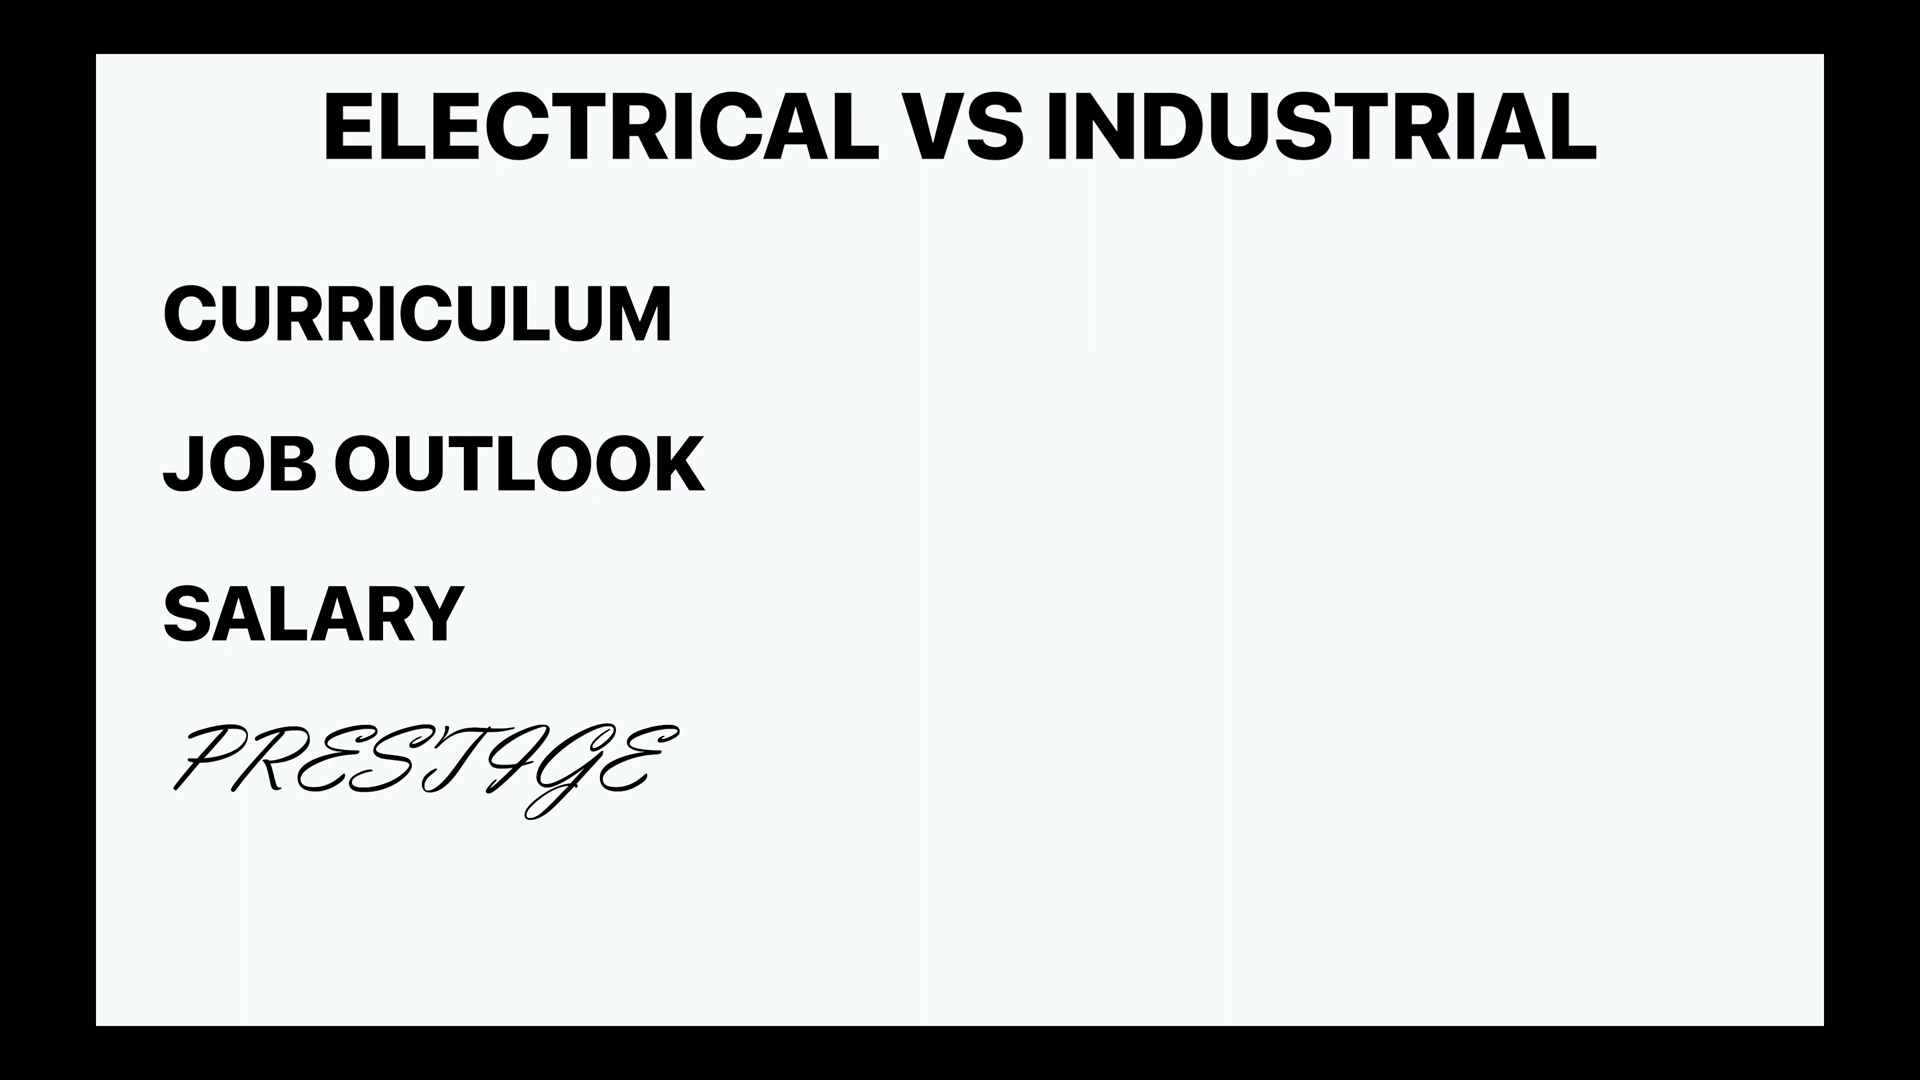 ELECTRICAL VS INDUSTRIAL
CURRICULUM
JOB OUTLOOK
SALARY
PRESTIGE